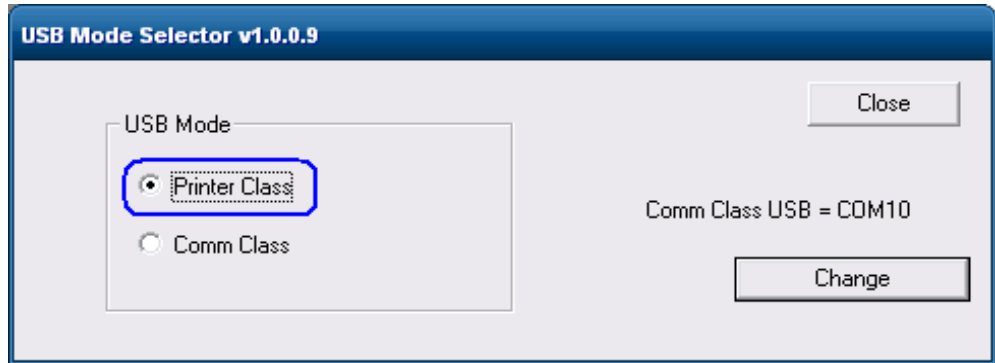 USB Mode Selector v1.0.0.9
Close
USB Mode
Printer Class
Comm Class USB = COM10
Comm Class
Change